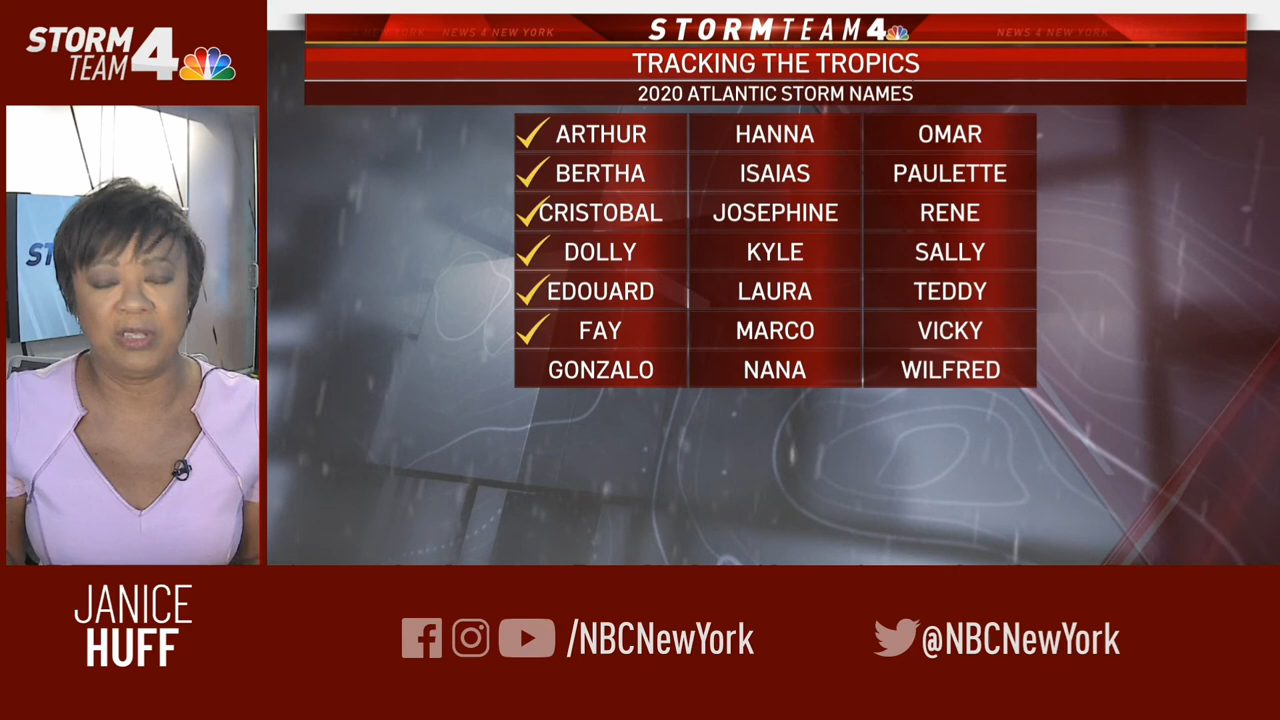 STORM
TEAM 4
NEWS 4 NEW YORK
STORMTEAM4
NEWS 4 NEW YORK
TRACKING THE TROPICS
2020 ATLANTIC STORM NAMES
ARTHUR HANNA OMAR
BERTHA ISAIAS PAULETTE
CRISTOBAL JOSEPHINE RENE
DOLLY KYLE SALLY
EDOUARD LAURA TEDDY
FAY MARCO VICKY
GONZALO NANA WILFRED
JANICE
HUFF
/NBCNewYork
@NBCNewYork